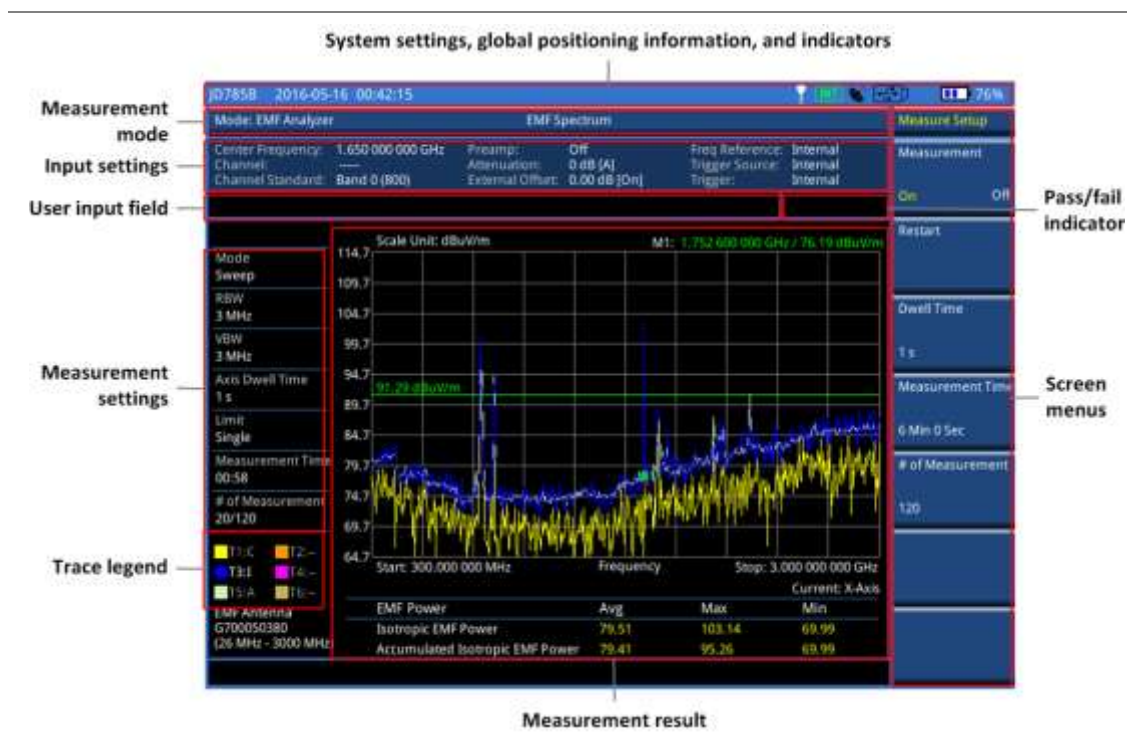 System settings, global positioning information, and indicators
JD785B 2016-05-16 00:42:15 76%
Measurement mode
Mode: EMF Analyzer EMF Spectrum
Measure Setup
Input settings
Center Frequency: 1.650 000 000 GHz Preamp: Off Freq Reference: Internal
Channel: ---- Attenuation: 0 dB [A] Trigger Source: Internal
Channel Standard: Band 0 (800) External Offset: 0.00 dB [On] Trigger: Internal
Measurement
On Off
User input field
Pass/fail indicator
Restart
Scale Unit: dBuV/m M1: 1.752 600 000 GHz / 76.19 dBuV/m
Mode
Sweep
RBW
3 MHz
VBW
3 MHz
Axis Dwell Time
1 s
Limit
Single
Measurement Time
00:58
# of Measurement
20/120
Measurement settings
114.7
109.7
104.7
99.7
94.7
91.29 dBuV/m
89.7
84.7
79.7
74.7
69.7
64.7
Dwell Time
1 s
Measurement Time
6 Min 0 Sec
Screen menus
# of Measurement
120
Trace legend
T1:C T2:--
T3:I T4:--
T5:A T6:--
Start: 300.000 000 MHz Frequency Stop: 3.000 000 000 GHz
Current: X-Axis
EMF Antenna
G700050380
(26 MHz - 3000 MHz)
EMF Power Avg Max Min
Isotropic EMF Power 79.51 103.14 69.99
Accumulated Isotropic EMF Power 79.41 95.26 69.99
Measurement result